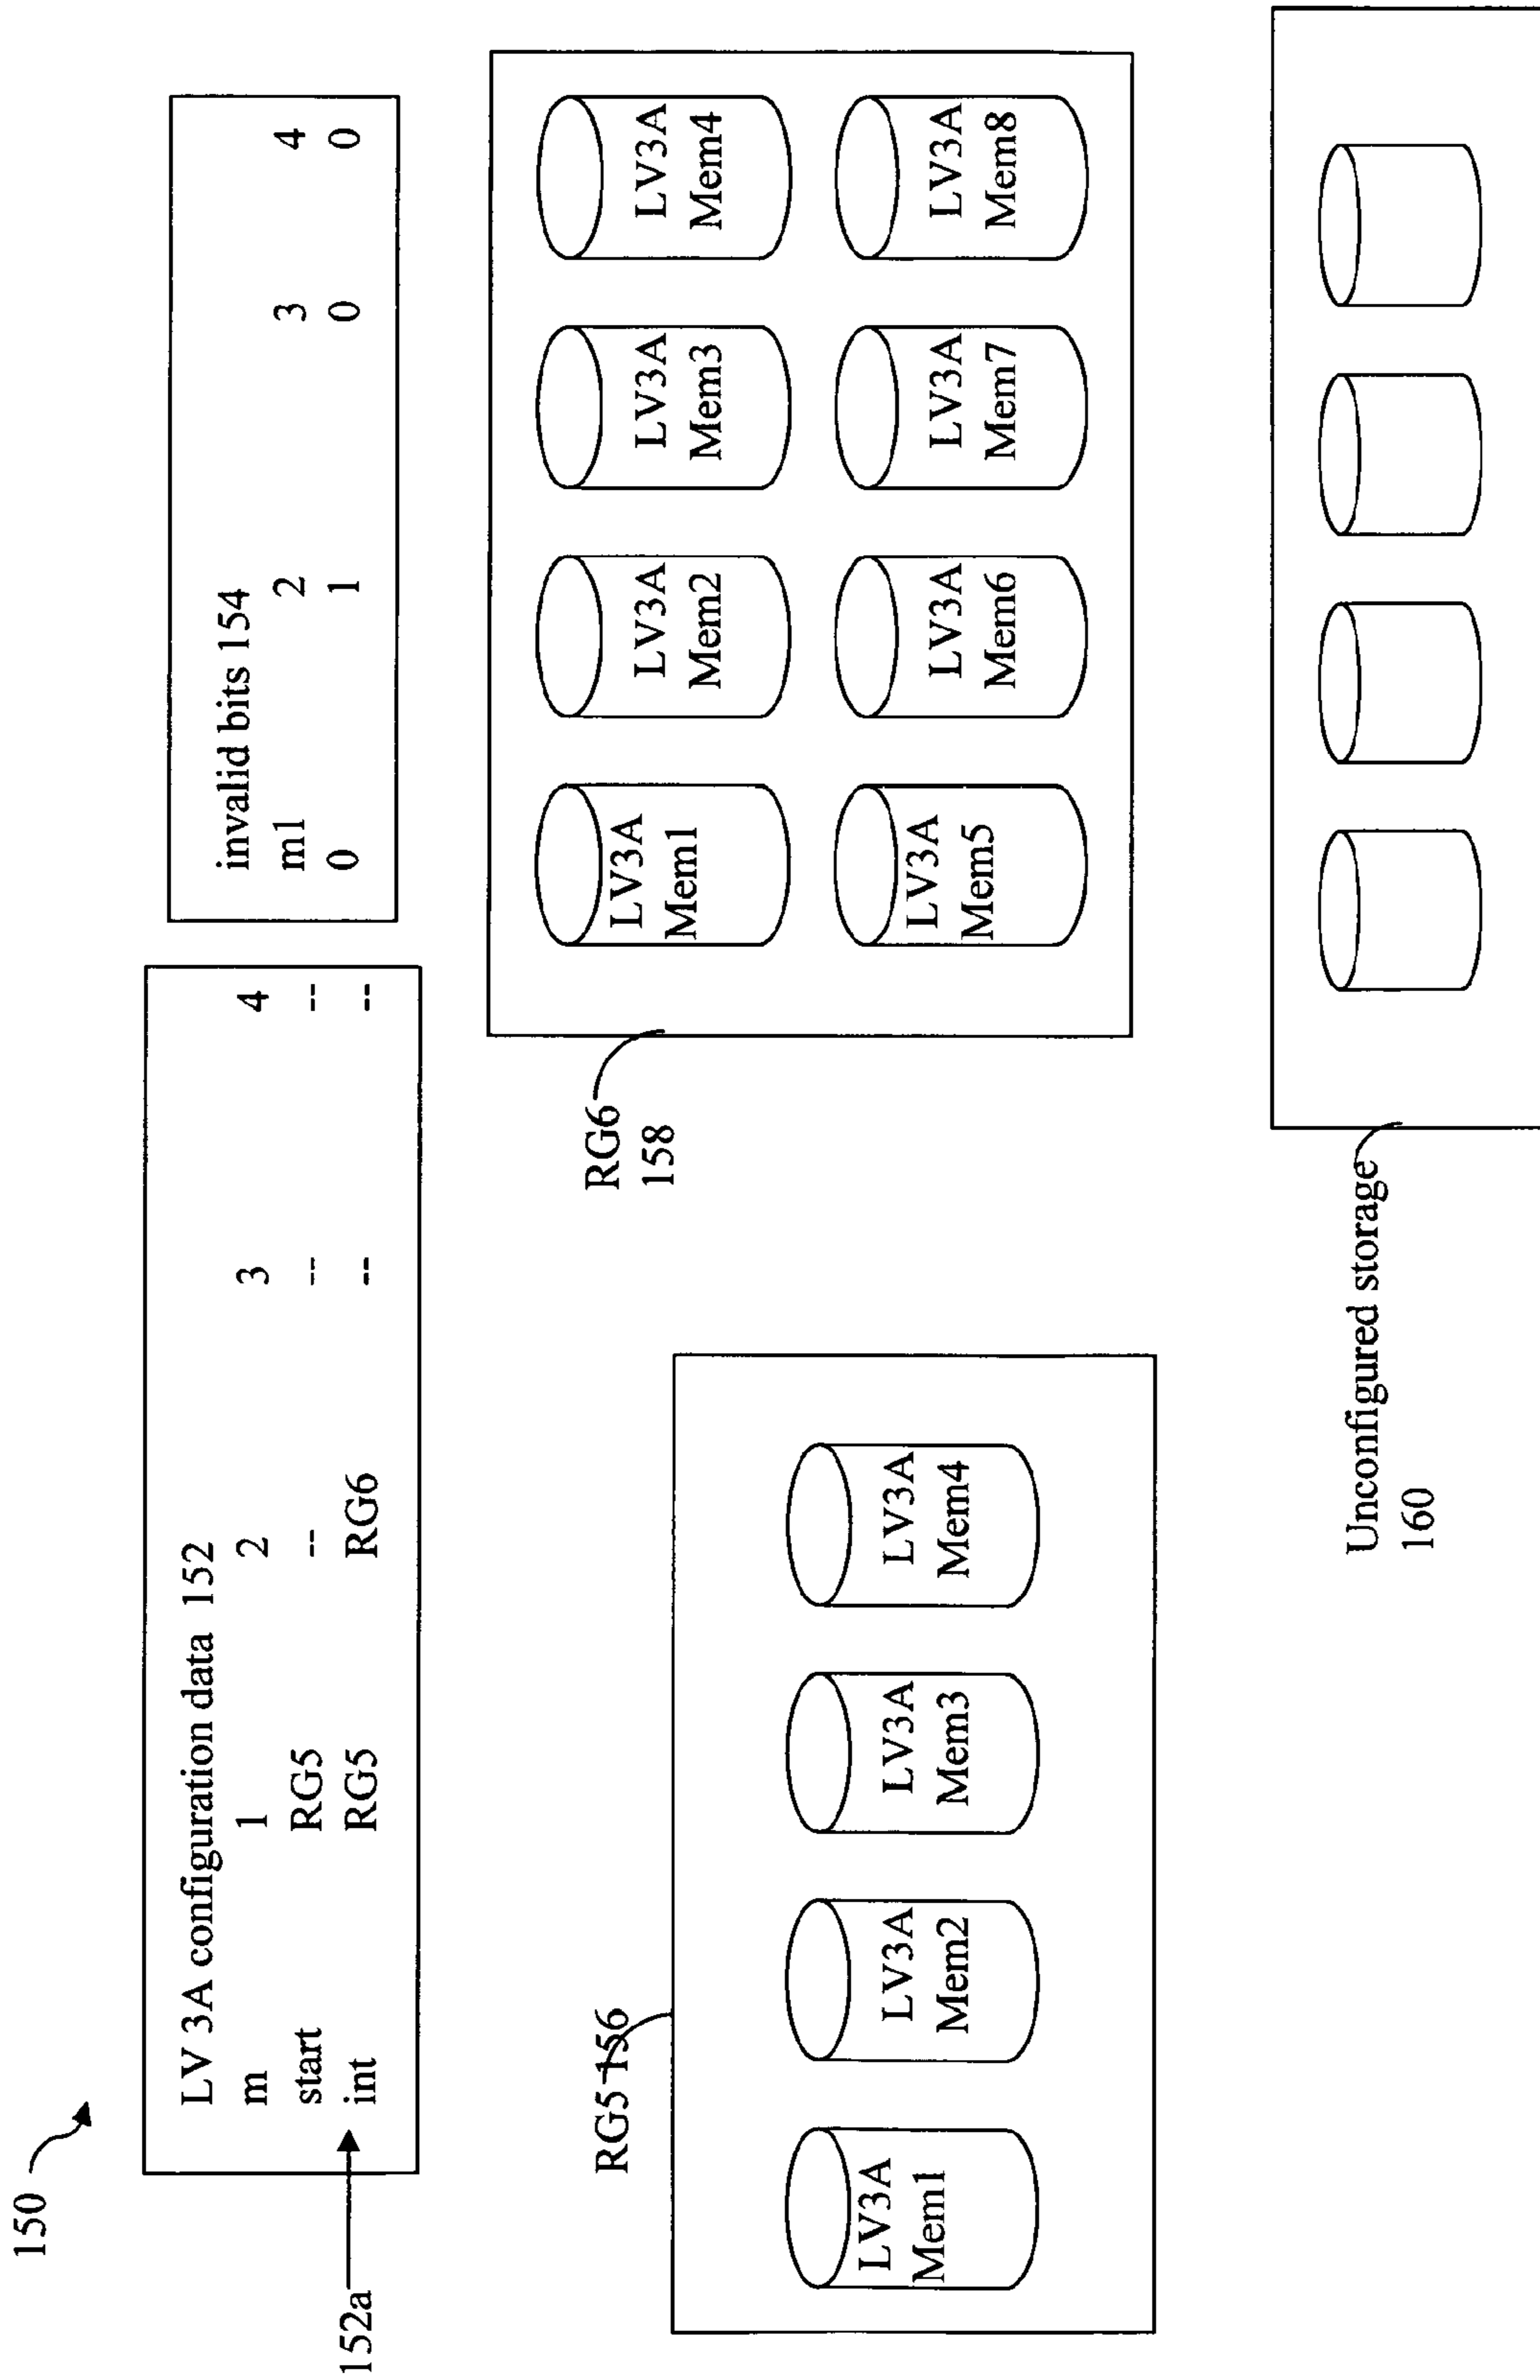 150
LV 3A configuration data 152
m 1 2 3 4
start RG5 -- -- --
int RG5 RG6 -- --
152a
invalid bits 154
m1 2 3 4
0 1 0 0
RG5 156
LV3A
Mem1
LV3A
Mem2
LV3A
Mem3
LV3A
Mem4
RG6
158
LV3A
Mem1
LV3A
Mem2
LV3A
Mem3
LV3A
Mem4
LV3A
Mem5
LV3A
Mem6
LV3A
Mem7
LV3A
Mem8
Unconfigured storage
160